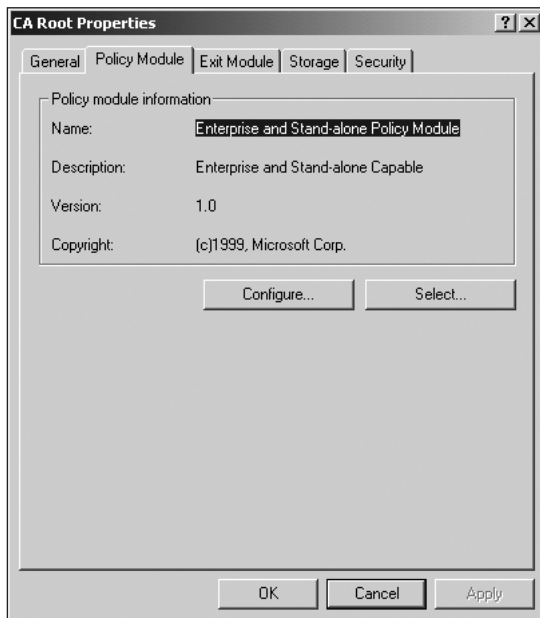 CA Root Properties
General Policy Module Exit Module Storage Security
Policy module information
Name: Enterprise and Stand-alone Policy Module
Description: Enterprise and Stand-alone Capable
Version: 1.0
Copyright: (c)1999, Microsoft Corp.
Configure... Select...
OK Cancel Apply